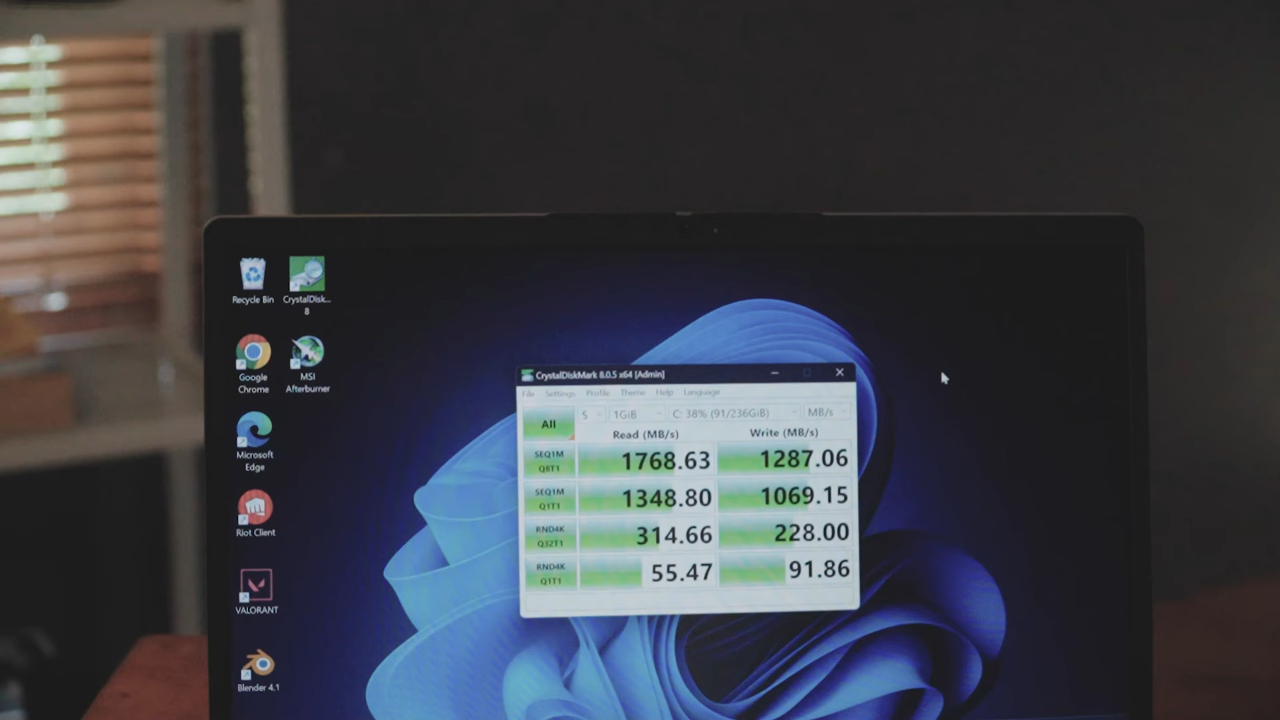 Recycle Bin
CrystalDisk...
8
Google
Chrome
MSI
Afterburner
Microsoft
Edge
Riot Client
VALORANT
Blender 4.1
CrystalDiskMark 8.0.5 x64 [Admin]
File Settings Profile Theme Help Language
All 5 1GiB C: 38% (91/236GiB) MB/s
Read (MB/s) Write (MB/s)
SEQ1M
Q8T1 1768.63 1287.06
SEQ1M
Q1T1 1348.80 1069.15
RND4K
Q32T1 314.66 228.00
RND4K
Q1T1 55.47 91.86